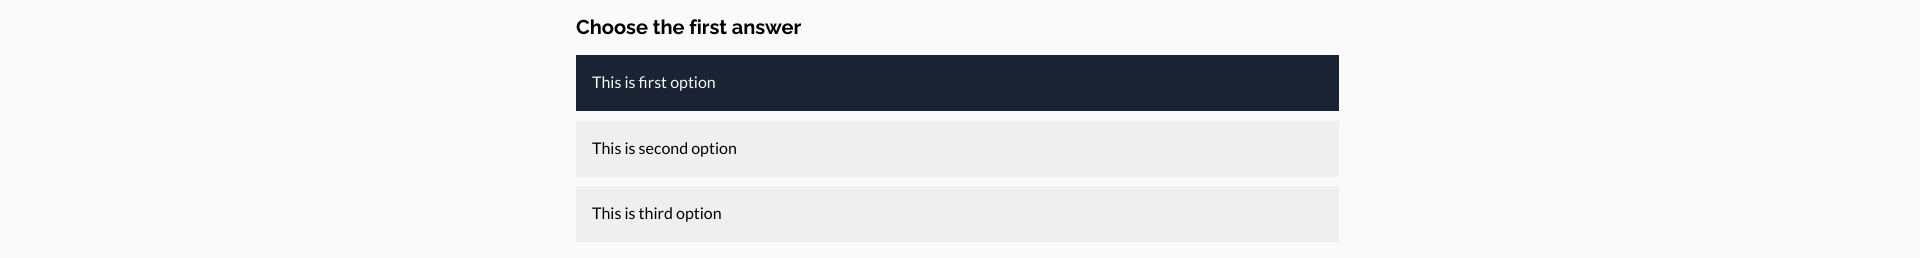 Choose the first answer
This is first option
This is second option
This is third option